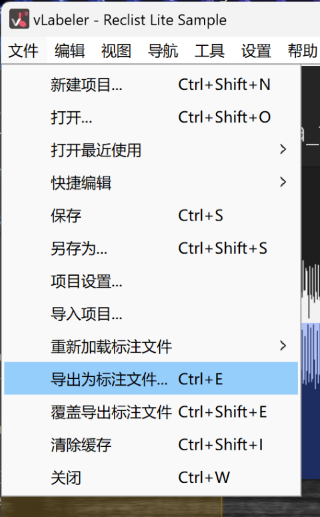 vLabeler - Reclist Lite Sample
文件 编辑 视图 导航 工具 设置 帮助
新建项目... Ctrl+Shift+N
打开... Ctrl+Shift+O
打开最近使用
快捷编辑
保存 Ctrl+S
另存为... Ctrl+Shift+S
项目设置...
导入项目...
重新加载标注文件
导出为标注文件... Ctrl+E
覆盖导出标注文件 Ctrl+Shift+E
清除缓存 Ctrl+Shift+I
关闭 Ctrl+W